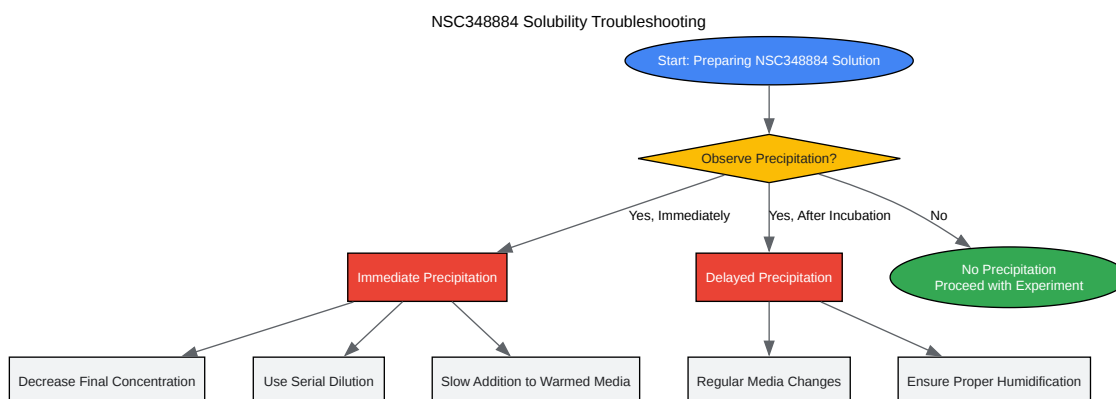 NSC348884 Solubility Troubleshooting
Start: Preparing NSC348884 Solution
Observe Precipitation?
Yes, Immediately
Yes, After Incubation
No
Immediate Precipitation
Delayed Precipitation
No Precipitation
Proceed with Experiment
Decrease Final Concentration
Use Serial Dilution
Slow Addition to Warmed Media
Regular Media Changes
Ensure Proper Humidification